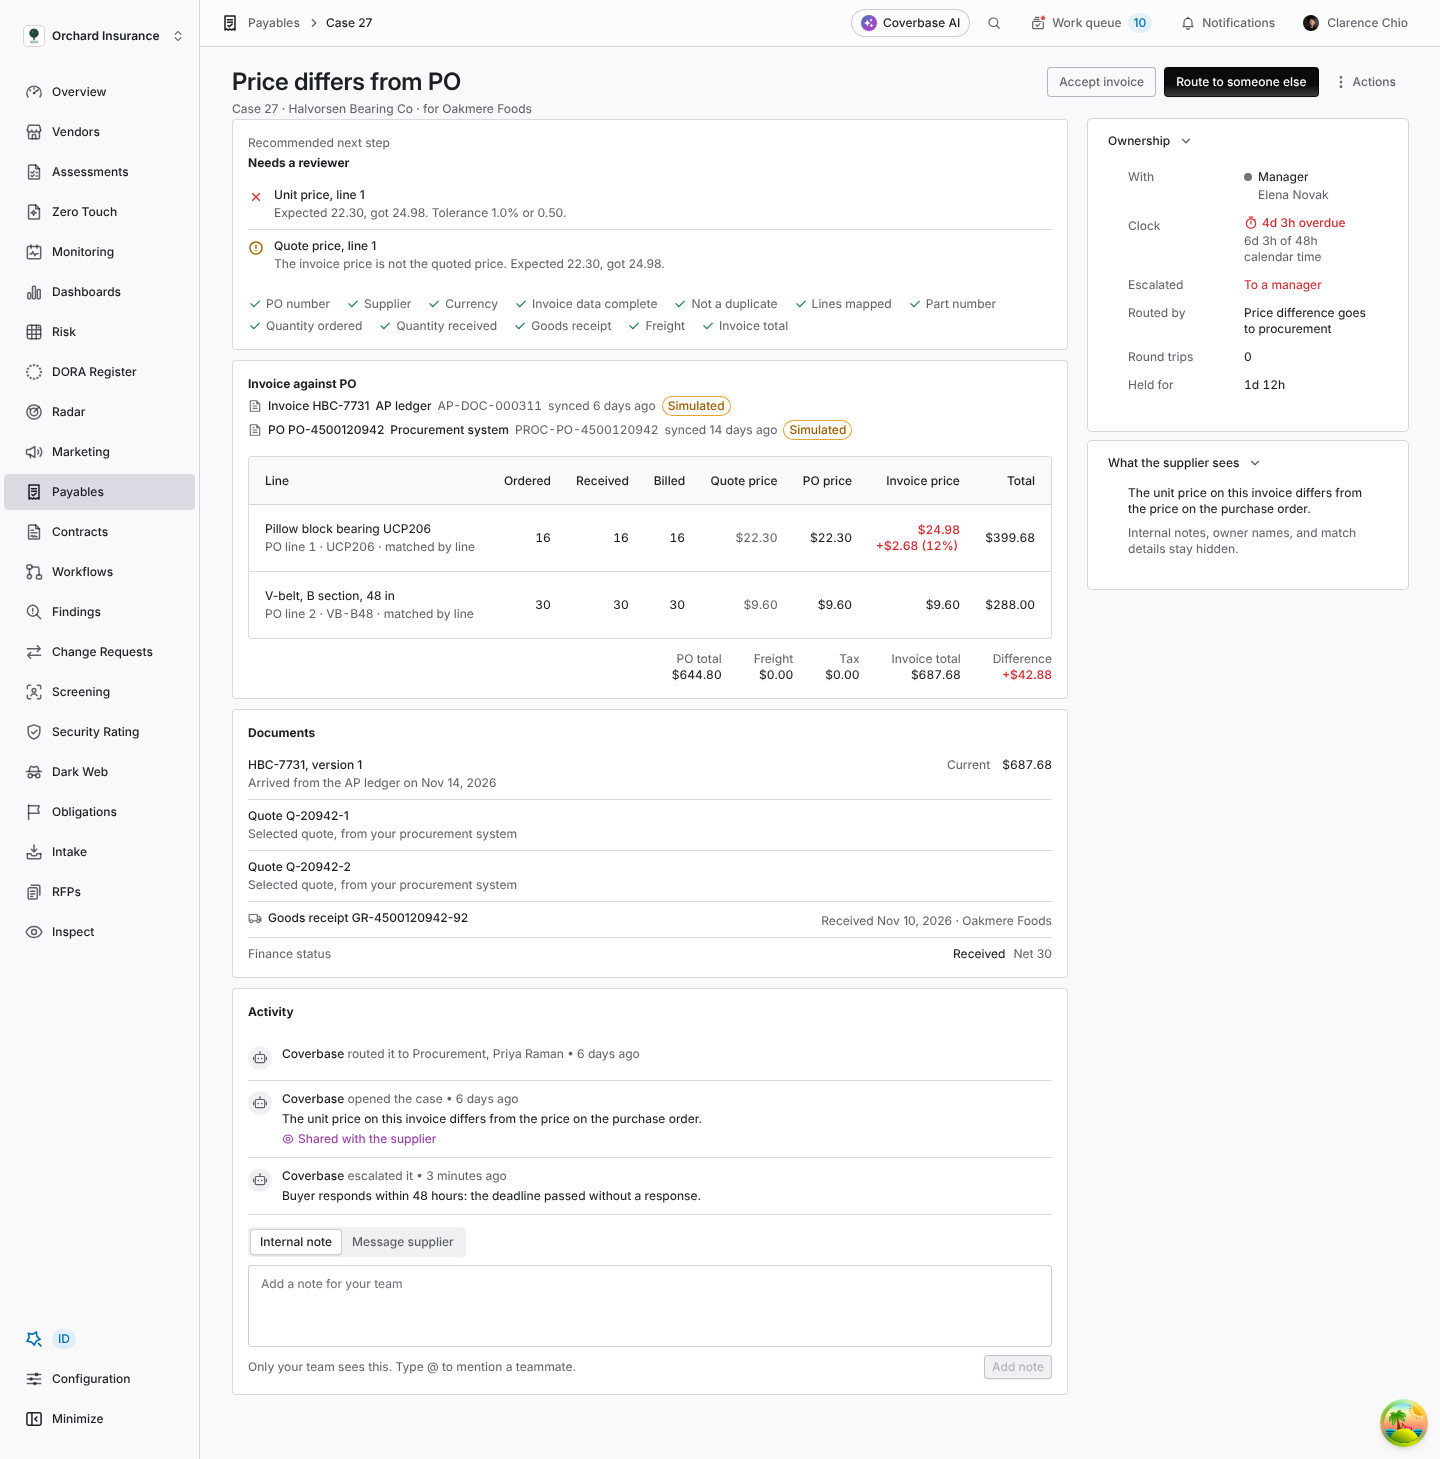 Orchard Insurance
Overview
Vendors
Assessments
Zero Touch
Monitoring
Dashboards
Risk
DORA Register
Radar
Marketing
Payables
Contracts
Workflows
Findings
Change Requests
Screening
Security Rating
Dark Web
Obligations
Intake
RFPs
Inspect
ID
Configuration
Minimize
Payables > Case 27
Coverbase AI
Work queue 10
Notifications
Clarence Chio
Price differs from PO
Case 27 · Halvorsen Bearing Co · for Oakmere Foods
Accept invoice
Route to someone else
Actions
Recommended next step
Needs a reviewer
Unit price, line 1
Expected 22.30, got 24.98. Tolerance 1.0% or 0.50.
Quote price, line 1
The invoice price is not the quoted price. Expected 22.30, got 24.98.
PO number Supplier Currency Invoice data complete Not a duplicate Lines mapped Part number
Quantity ordered Quantity received Goods receipt Freight Invoice total
Invoice against PO
Invoice HBC-7731 AP ledger AP-DOC-000311 synced 6 days ago Simulated
PO PO-4500120942 Procurement system PROC-PO-4500120942 synced 14 days ago Simulated
Line Ordered Received Billed Quote price PO price Invoice price Total
Pillow block bearing UCP206
PO line 1 · UCP206 · matched by line
16 16 16 $22.30 $22.30 $24.98 $399.68
+$2.68 (12%)
V-belt, B section, 48 in
PO line 2 · VB-B48 · matched by line
30 30 30 $9.60 $9.60 $9.60 $288.00
PO total Freight Tax Invoice total Difference
$644.80 $0.00 $0.00 $687.68 +$42.88
Documents
HBC-7731, version 1
Arrived from the AP ledger on Nov 14, 2026
Current $687.68
Quote Q-20942-1
Selected quote, from your procurement system
Quote Q-20942-2
Selected quote, from your procurement system
Goods receipt GR-4500120942-92
Received Nov 10, 2026 · Oakmere Foods
Finance status
Received Net 30
Activity
Coverbase routed it to Procurement, Priya Raman • 6 days ago
Coverbase opened the case • 6 days ago
The unit price on this invoice differs from the price on the purchase order.
Shared with the supplier
Coverbase escalated it • 3 minutes ago
Buyer responds within 48 hours: the deadline passed without a response.
Internal note
Message supplier
Add a note for your team
Only your team sees this. Type @ to mention a teammate.
Add note
Ownership
With
Manager
Elena Novak
Clock
4d 3h overdue
6d 3h of 48h
calendar time
Escalated
To a manager
Routed by
Price difference goes
to procurement
Round trips
0
Held for
1d 12h
What the supplier sees
The unit price on this invoice differs from
the price on the purchase order.
Internal notes, owner names, and match
details stay hidden.